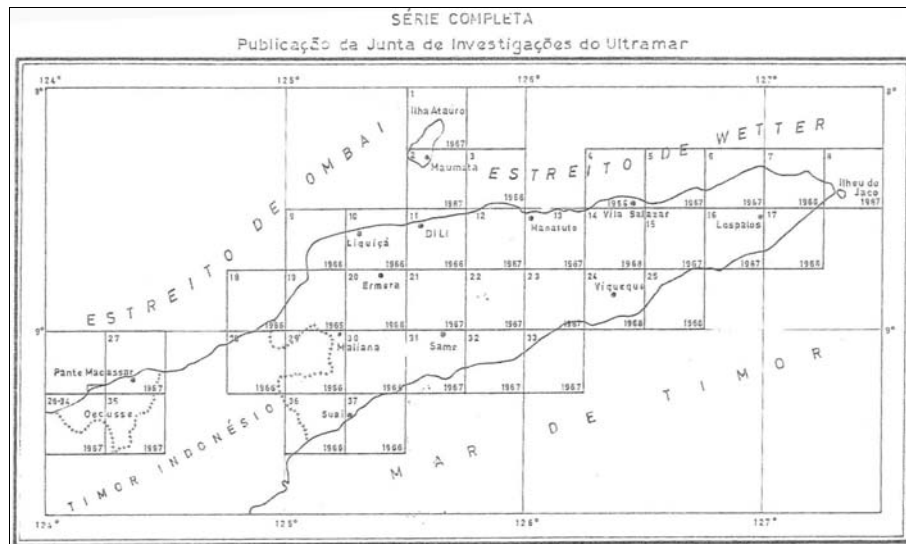 SÉRIE COMPLETA
Publicação da Junta de Investigações do Ultramar
124° 125° 126° 127°
8° 8°
1
Ilha Atauro
1967
2 3
Maumata
ESTREITO DE WETTER
4 5 6 7 8
Ilheu do
Jaco
ESTREITO DE OMBAI
1967 1956 1956 1967 1967 1966 1967
9 10 11 12 13 14 15 16 17
Liquiçá DILI Manatuto Vila Salazar Lospalos
1966 1966 1966 1967 1967 1968 1967 1967 1966
18 19 20 21 22 23 24 25
Ermera Viqueque
1966 1965 1966 1967 1967 1967 1968 1966
9° 9°
27 28 29 30 31 32 33
Maliana Same
Pante Macassar
1967 1966 1966 1966 1967 1967 1967
26-34 35 36 37
Oecusse Suai
1967 1967 1966 1966
TIMOR INDONÉSIO
MAR DE TIMOR
124° 125° 126° 127°